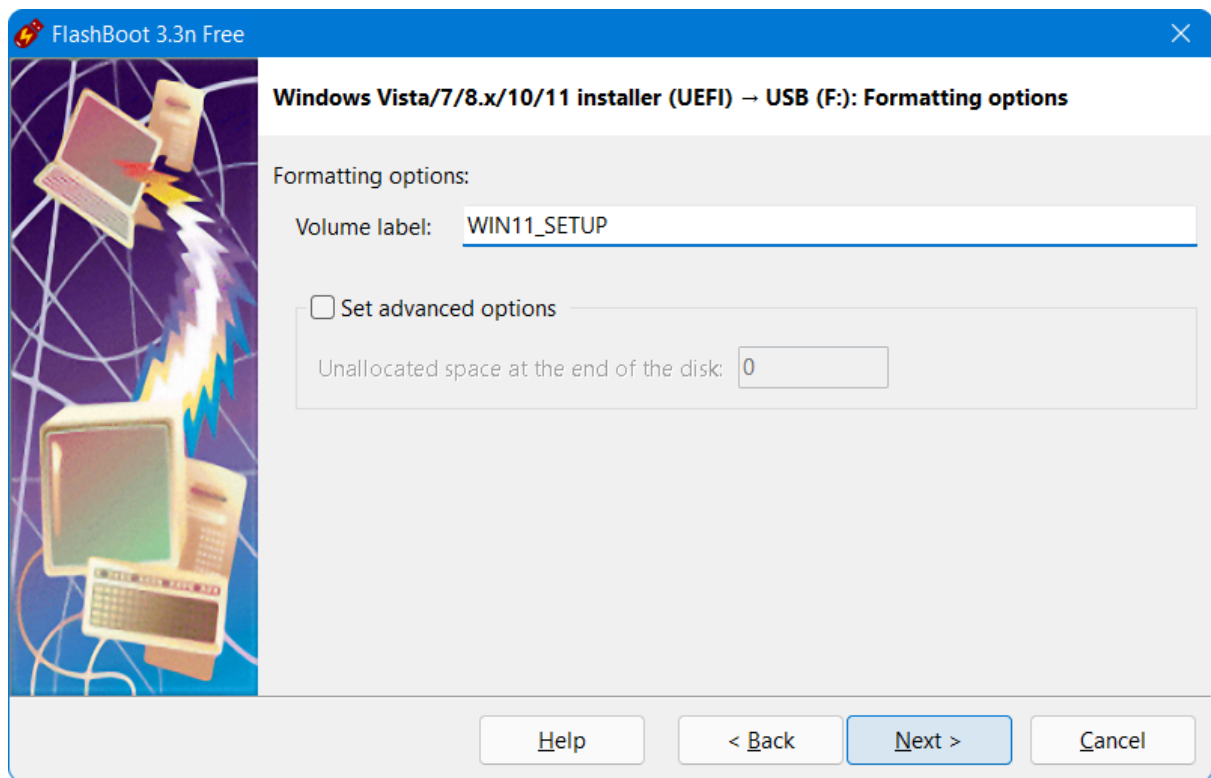 FlashBoot 3.3n Free
Windows Vista/7/8.x/10/11 installer (UEFI) → USB (F:): Formatting options
Formatting options:
Volume label: WIN11_SETUP
Set advanced options
Unallocated space at the end of the disk: 0
Help < Back Next > Cancel